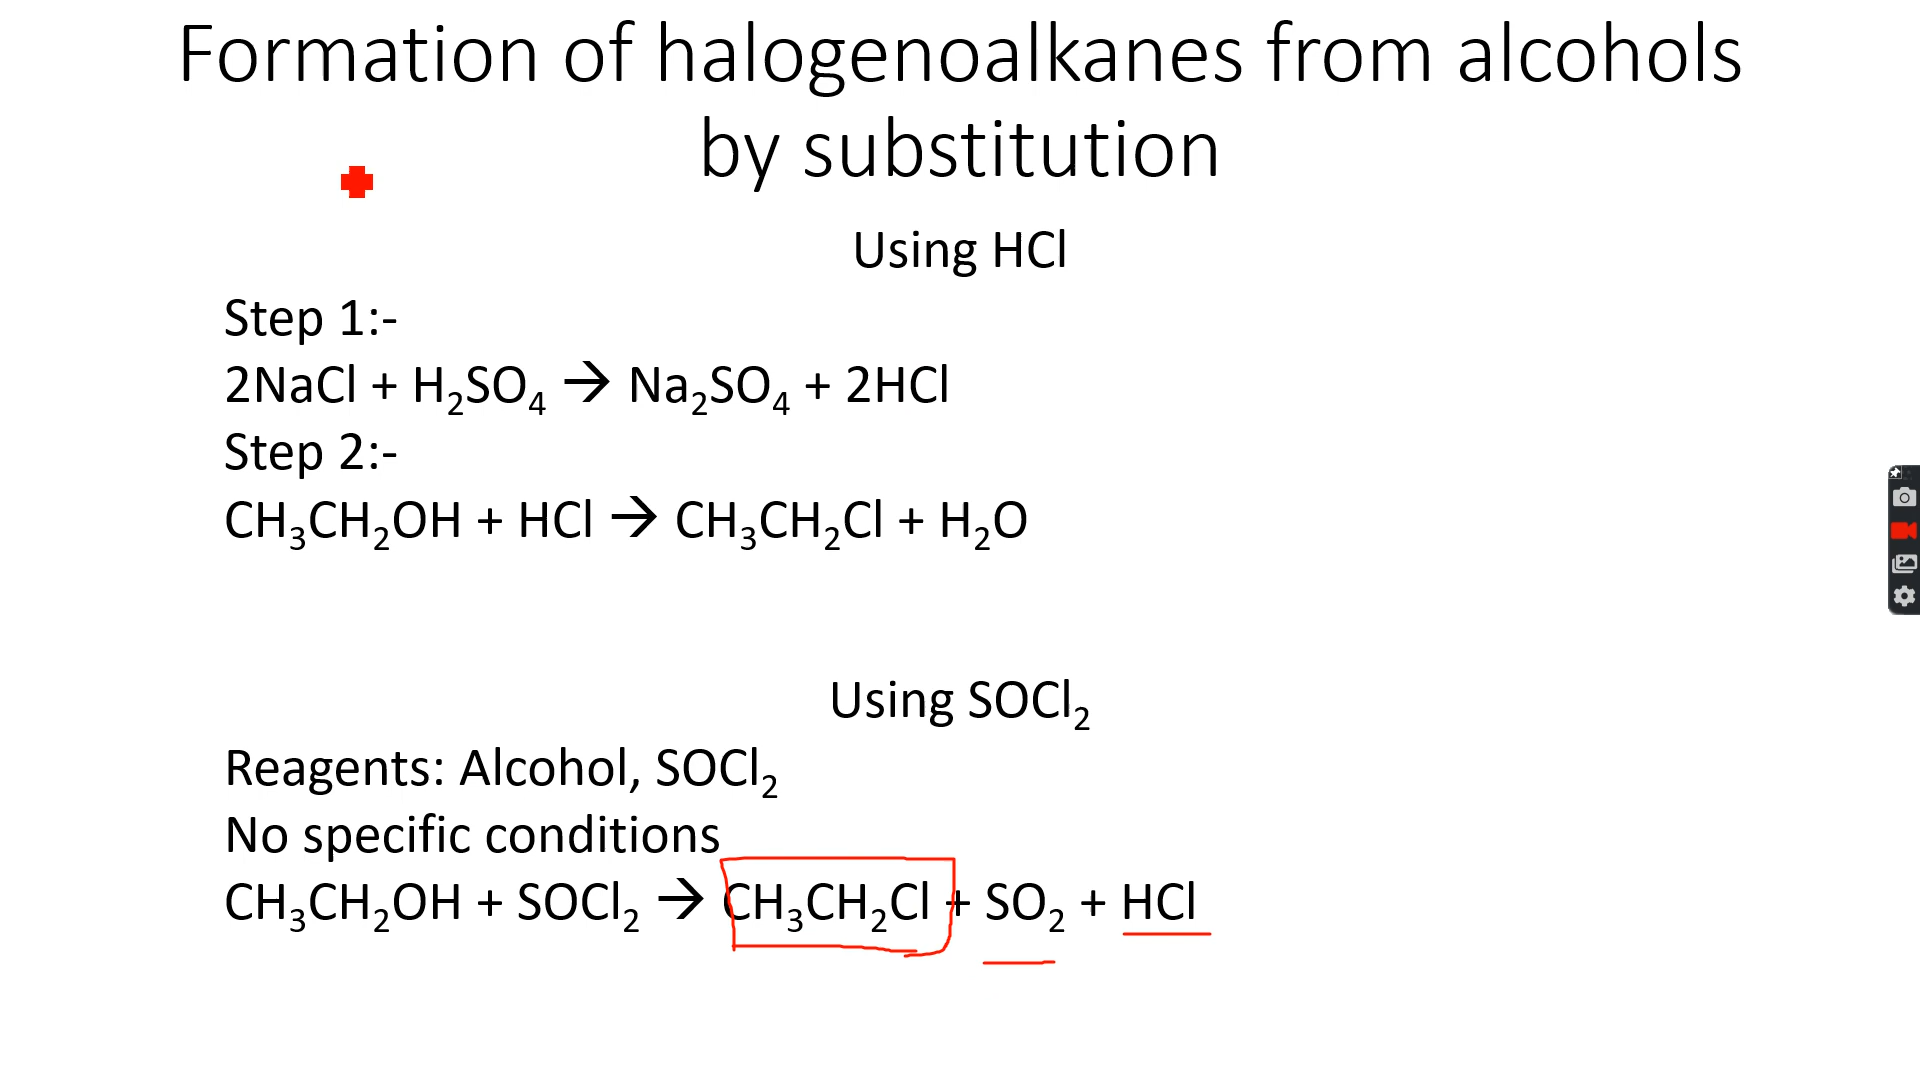 Formation of halogenoalkanes from alcohols
by substitution
Using HCl
Step 1:-
2NaCl + H₂SO₄ → Na₂SO₄ + 2HCl
Step 2:-
CH₃CH₂OH + HCl → CH₃CH₂Cl + H₂O
Using SOCl₂
Reagents: Alcohol, SOCl₂
No specific conditions
CH₃CH₂OH + SOCl₂ → CH₃CH₂Cl + SO₂ + HCl